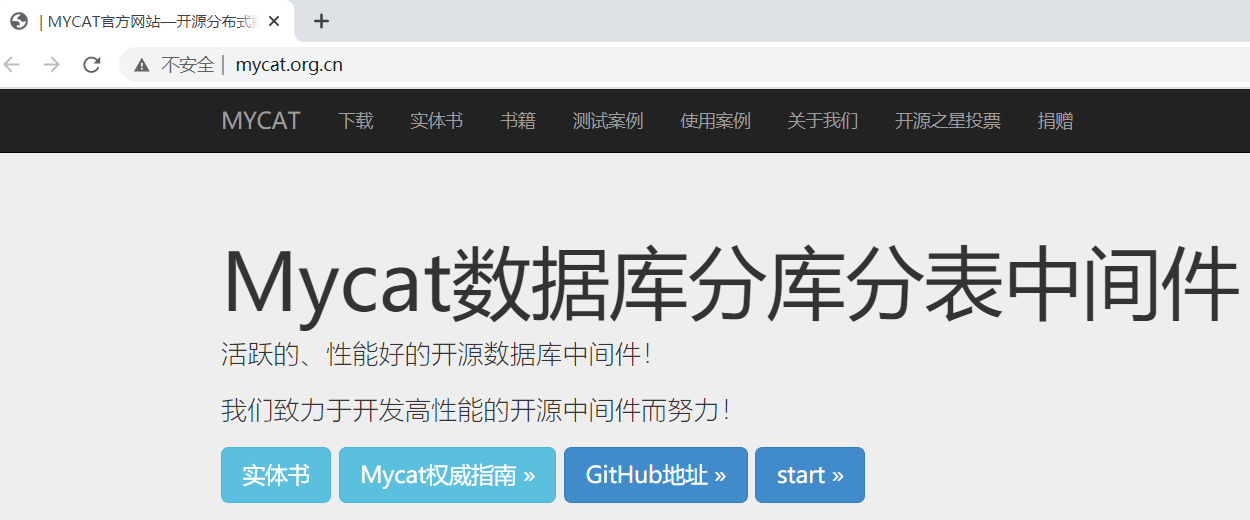 | MYCAT官方网站—开源分布式
不安全 | mycat.org.cn
MYCAT 下载 实体书 书籍 测试案例 使用案例 关于我们 开源之星投票 捐赠
Mycat数据库分库分表中间件
活跃的、性能好的开源数据库中间件！
我们致力于开发高性能的开源中间件而努力！
实体书 Mycat权威指南 » GitHub地址 » start »